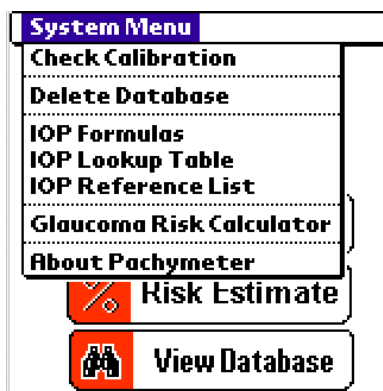 System Menu
Check Calibration
Delete Database
IOP Formulas
IOP Lookup Table
IOP Reference List
Glaucoma Risk Calculator
About Pachymeter
% Risk Estimate
View Database